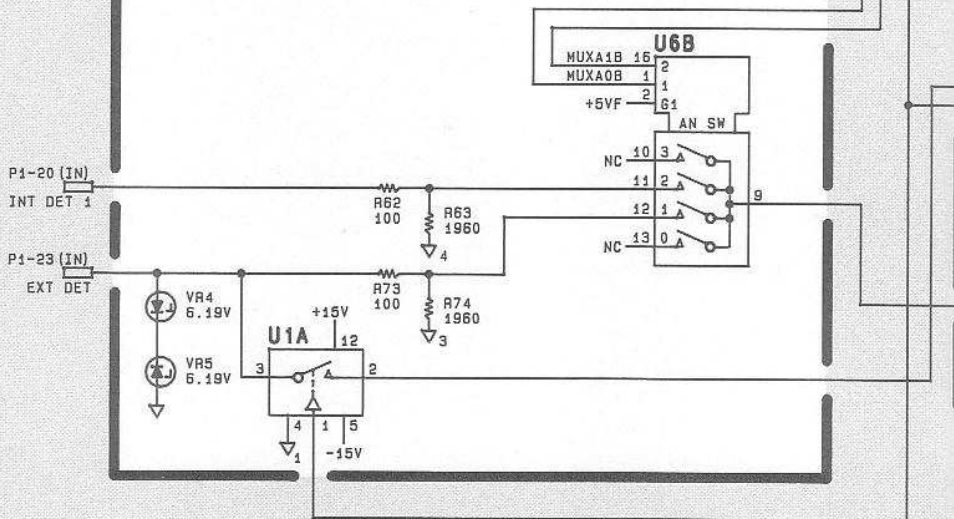 U6B
MUXA1B 16 2
MUXA0B 1 1
+5VF 2 G1
AN SW
NC 10 3
P1-20 (IN)
11 2
9
INT DET 1
R62
100
R63
1960
12 1
4
NC 13 0
P1-23 (IN)
EXT DET
R73
100
R74
1960
3
VR4
6.19V
+15V
U1A
12
VR5
6.19V
3
2
4 1 5
1
-15V